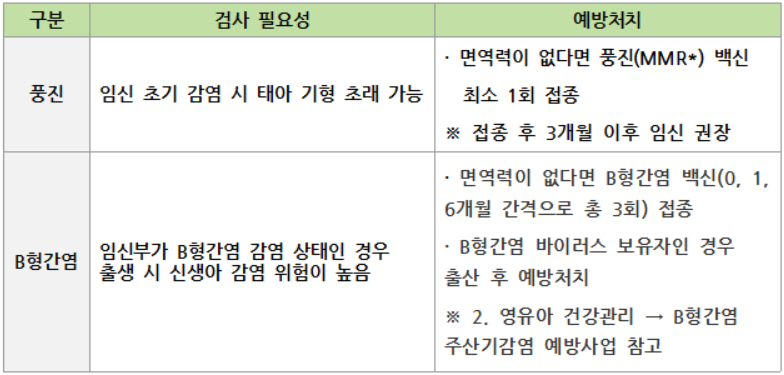 구분
검사 필요성
예방처치
풍진
임신 초기 감염 시 태아 기형 초래 가능
· 면역력이 없다면 풍진(MMR*) 백신
최소 1회 접종
※ 접종 후 3개월 이후 임신 권장
B형간염
임신부가 B형간염 감염 상태인 경우
출생 시 신생아 감염 위험이 높음
· 면역력이 없다면 B형간염 백신(0, 1,
6개월 간격으로 총 3회) 접종
· B형간염 바이러스 보유자인 경우
출산 후 예방처치
※ 2. 영유아 건강관리 → B형간염
주산기감염 예방사업 참고